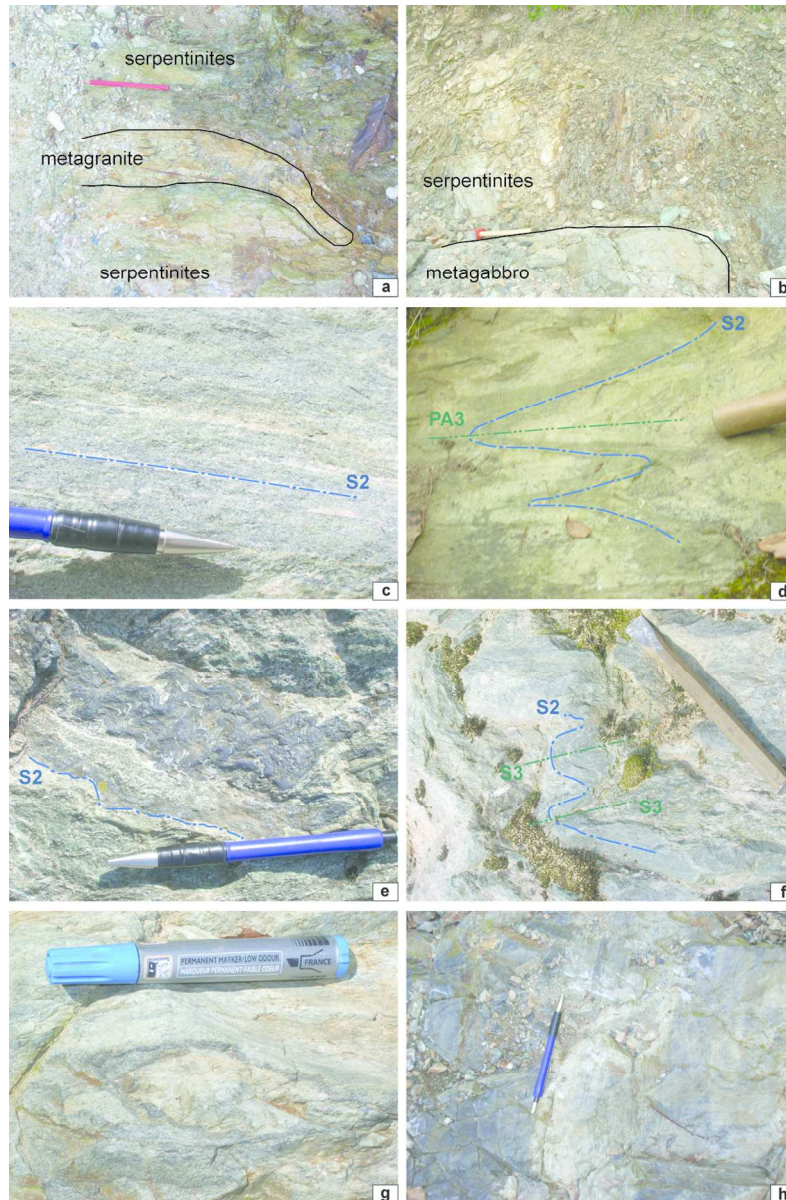 serpentinites
metagranite
serpentinites
a
serpentinites
metagabbro
b
S2
c
S2
PA3
d
S2
e
S2
S3
S3
f
PERMANENT MARKER/LOW ODOUR
MARQUEUR PERMANENT-FAIBLE ODEUR
FRANCE
g
h